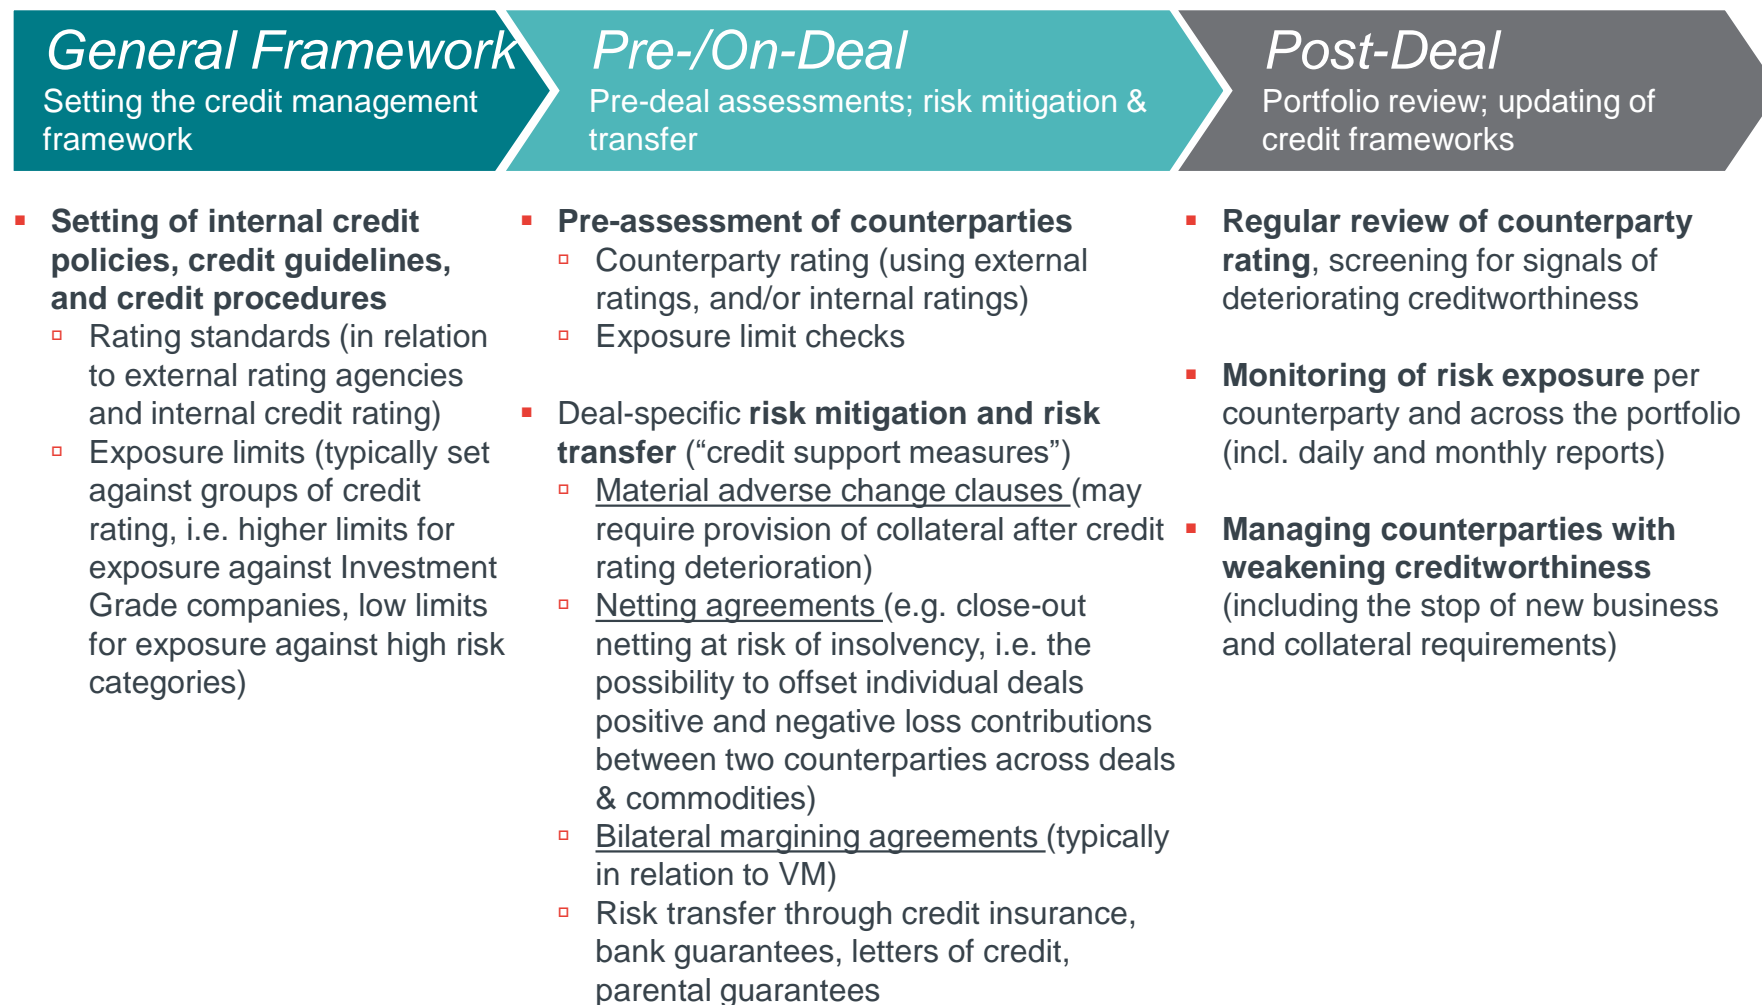 General Framework
Setting the credit management
framework
Pre-/On-Deal
Pre-deal assessments; risk mitigation &
transfer
Post-Deal
Portfolio review; updating of
credit frameworks
Setting of internal credit
policies, credit guidelines,
and credit procedures
Rating standards (in relation
to external rating agencies
and internal credit rating)
Exposure limits (typically set
against groups of credit
rating, i.e. higher limits for
exposure against Investment
Grade companies, low limits
for exposure against high risk
categories)
Pre-assessment of counterparties
Counterparty rating (using external
ratings, and/or internal ratings)
Exposure limit checks
Deal-specific risk mitigation and risk
transfer (“credit support measures”)
Material adverse change clauses (may
require provision of collateral after credit
rating deterioration)
Netting agreements (e.g. close-out
netting at risk of insolvency, i.e. the
possibility to offset individual deals
positive and negative loss contributions
between two counterparties across deals
& commodities)
Bilateral margining agreements (typically
in relation to VM)
Risk transfer through credit insurance,
bank guarantees, letters of credit,
parental guarantees
Regular review of counterparty
rating, screening for signals of
deteriorating creditworthiness
Monitoring of risk exposure per
counterparty and across the portfolio
(incl. daily and monthly reports)
Managing counterparties with
weakening creditworthiness
(including the stop of new business
and collateral requirements)